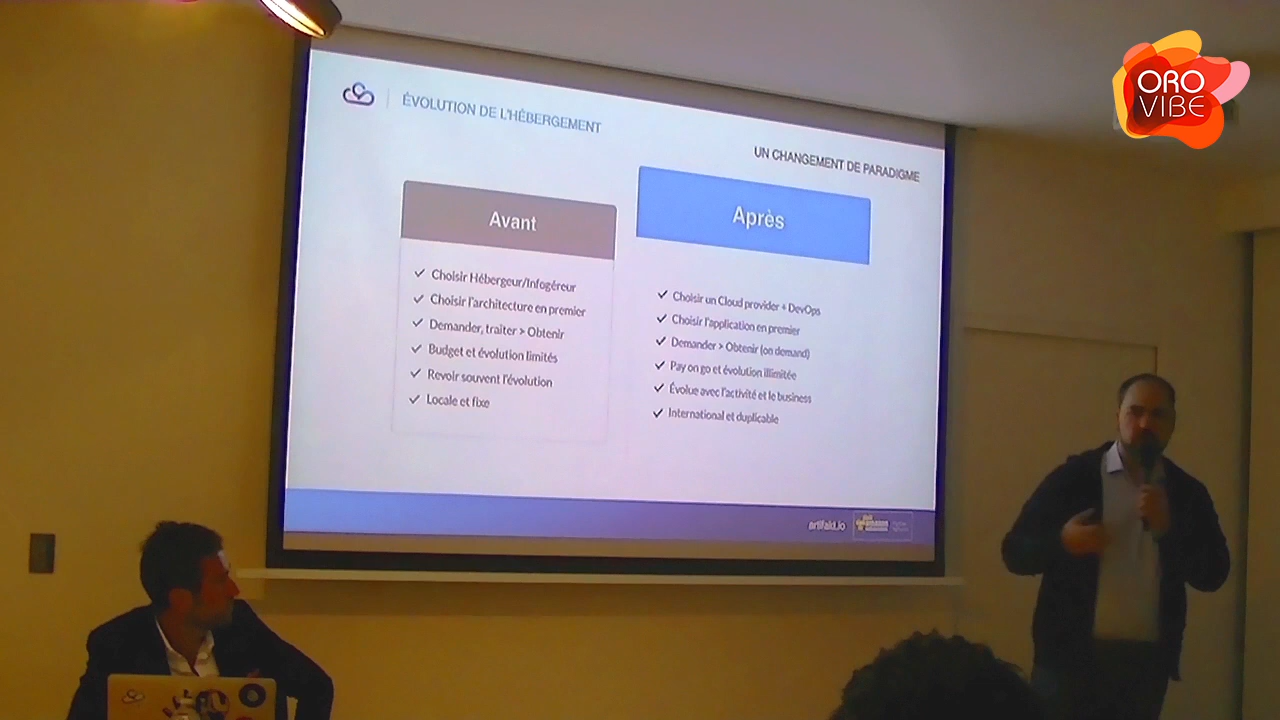 ORO
VIBE
ÉVOLUTION DE L'HÉBERGEMENT
UN CHANGEMENT DE PARADIGME
Avant
Choisir Hébergeur/Infogéreur
Choisir l'architecture en premier
Demander, traiter > Obtenir
Budget et évolution limités
Revoir souvent l'évolution
Locale et fixe
Après
Choisir un Cloud provider + DevOps
Choisir l'application en premier
Demander > Obtenir (on demand)
Pay on go et évolution illimitée
Évolue avec l'activité et le business
International et duplicable